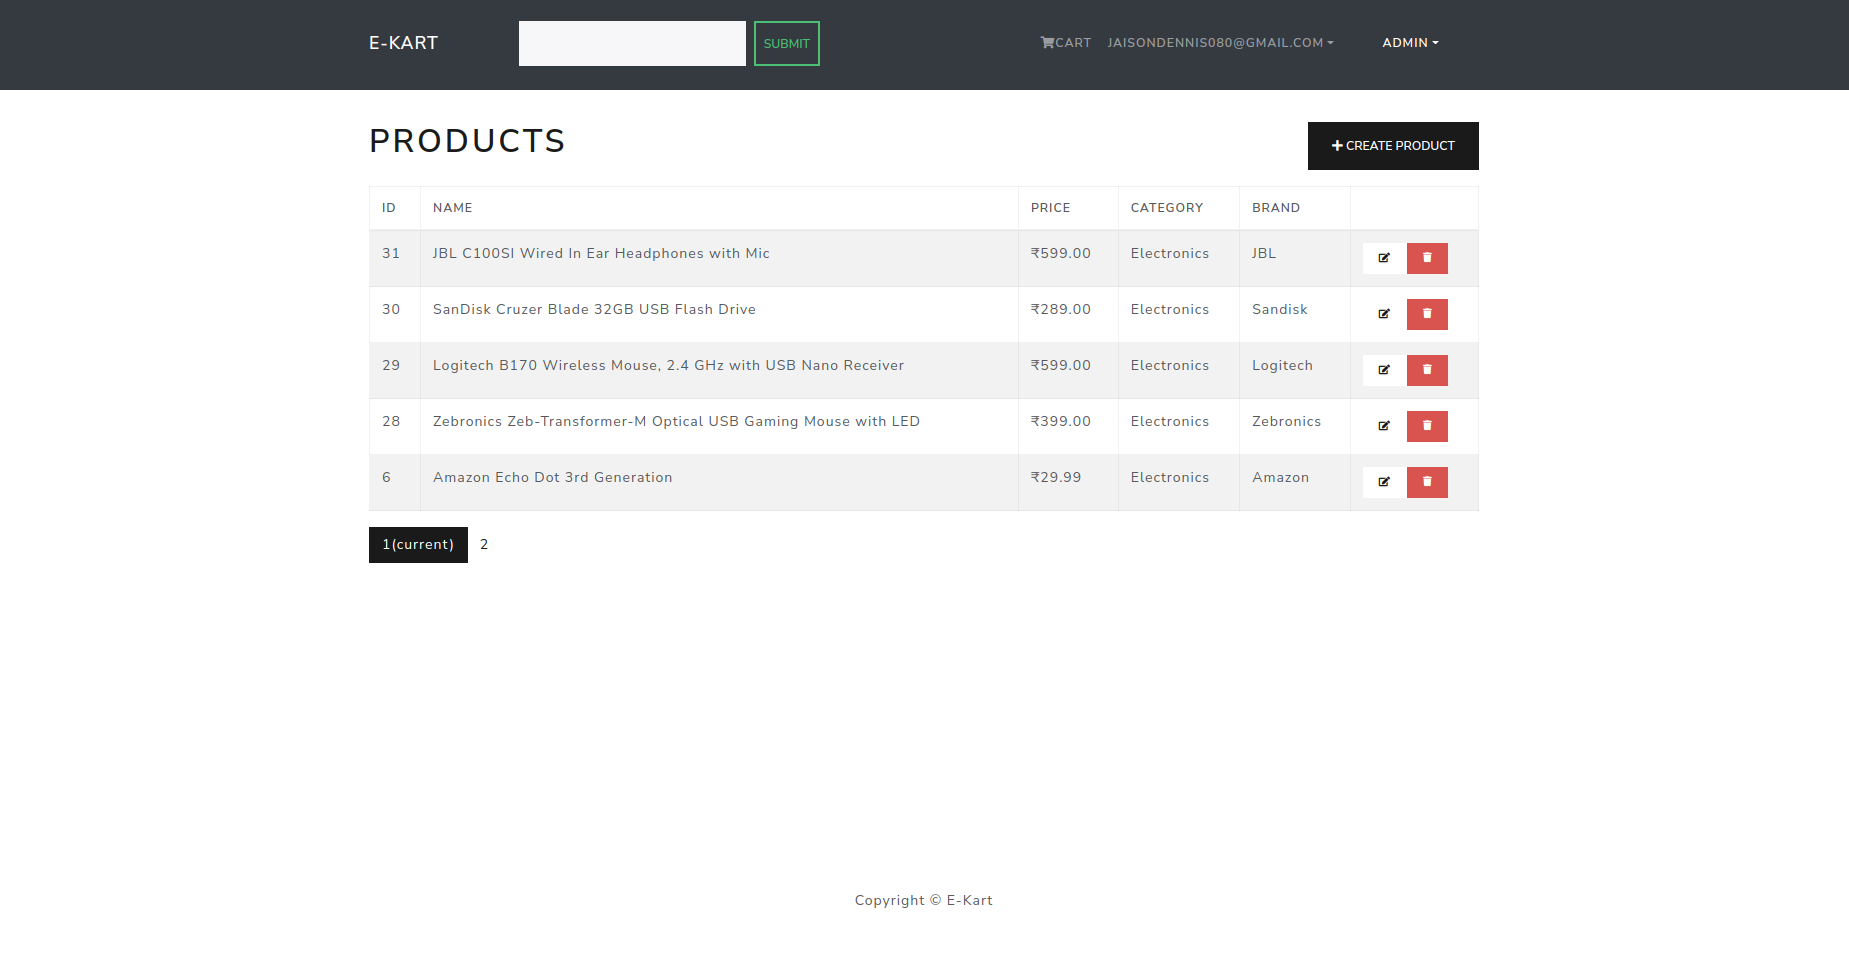 E-KART SUBMIT CART JAISONDENNIS080@GMAIL.COM ADMIN
PRODUCTS CREATE PRODUCT
ID NAME PRICE CATEGORY BRAND
31 JBL C100SI Wired In Ear Headphones with Mic ₹599.00 Electronics JBL
30 SanDisk Cruzer Blade 32GB USB Flash Drive ₹289.00 Electronics Sandisk
29 Logitech B170 Wireless Mouse, 2.4 GHz with USB Nano Receiver ₹599.00 Electronics Logitech
28 Zebronics Zeb-Transformer-M Optical USB Gaming Mouse with LED ₹399.00 Electronics Zebronics
6 Amazon Echo Dot 3rd Generation ₹29.99 Electronics Amazon
1(current) 2
Copyright © E-Kart